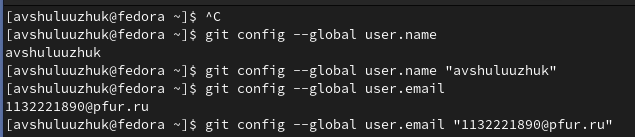 [avshuluuzhuk@fedora ~]$ ^C
[avshuluuzhuk@fedora ~]$ git config --global user.name
avshuluuzhuk
[avshuluuzhuk@fedora ~]$ git config --global user.name "avshuluuzhuk"
[avshuluuzhuk@fedora ~]$ git config --global user.email
1132221890@pfur.ru
[avshuluuzhuk@fedora ~]$ git config --global user.email "1132221890@pfur.ru"